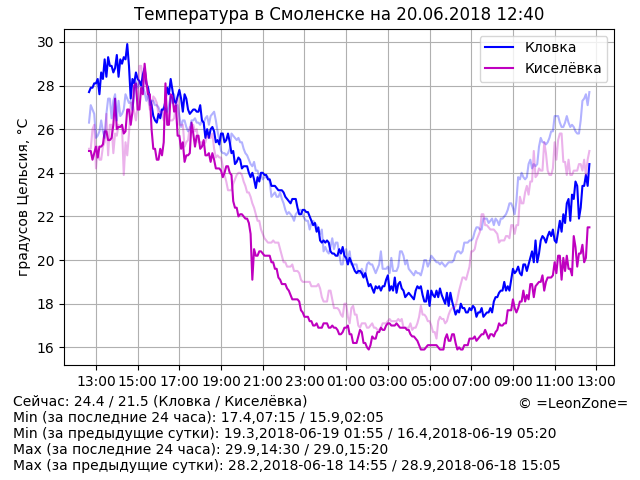 Температура в Смоленске на 20.06.2018 12:40
Кловка
Киселёвка
градусов Цельсия, °C
30
28
26
24
22
20
18
16
13:00 15:00 17:00 19:00 21:00 23:00 01:00 03:00 05:00 07:00 09:00 11:00 13:00
Сейчас: 24.4 / 21.5 (Кловка / Киселёвка)
© =LeonZone=
Min (за последние 24 часа): 17.4,07:15 / 15.9,02:05
Min (за предыдущие сутки): 19.3,2018-06-19 01:55 / 16.4,2018-06-19 05:20
Max (за последние 24 часа): 29.9,14:30 / 29.0,15:20
Max (за предыдущие сутки): 28.2,2018-06-18 14:55 / 28.9,2018-06-18 15:05